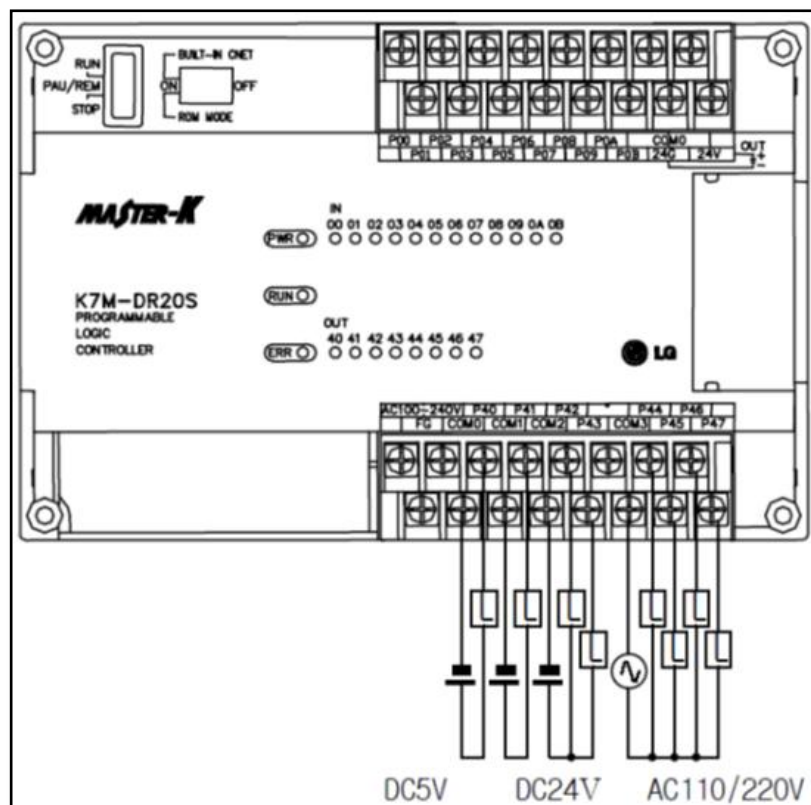 RUN
PAU/REM
STOP
BUILT-IN CNET
ON OFF
ROM MODE
P00 P02 P04 P06 P08 P0A COM0
P01 P03 P05 P07 P09 P0B 24G 24V
OUT
+
-
MASTER-K
IN
00 01 02 03 04 05 06 07 08 09 0A 0B
PWR
K7M-DR20S
PROGRAMMABLE
LOGIC
CONTROLLER
RUN
OUT
40 41 42 43 44 45 46 47
ERR
LG
AC100-240V P40 P41 P42 * P44 P46
FG COM0 COM1 COM2 P43 COM3 P45 P47
L L L L L
L L L
DC5V DC24V AC110/220V